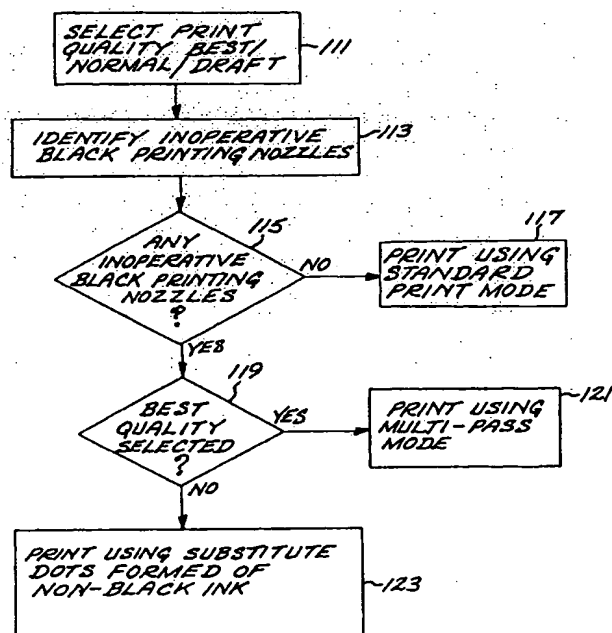 SELECT PRINT
QUALITY BEST/
NORMAL/DRAFT
111
IDENTIFY INOPERATIVE
BLACK PRINTING NOZZLES
113
ANY
INOPERATIVE
BLACK PRINTING
NOZZLES
?
115
NO
117
PRINT USING
STANDARD
PRINT MODE
YES
119
BEST
QUALITY
SELECTED
?
YES
121
PRINT USING
MULTI-PASS
MODE
NO
PRINT USING SUBSTITUTE
DOTS FORMED OF
NON-BLACK INK
123